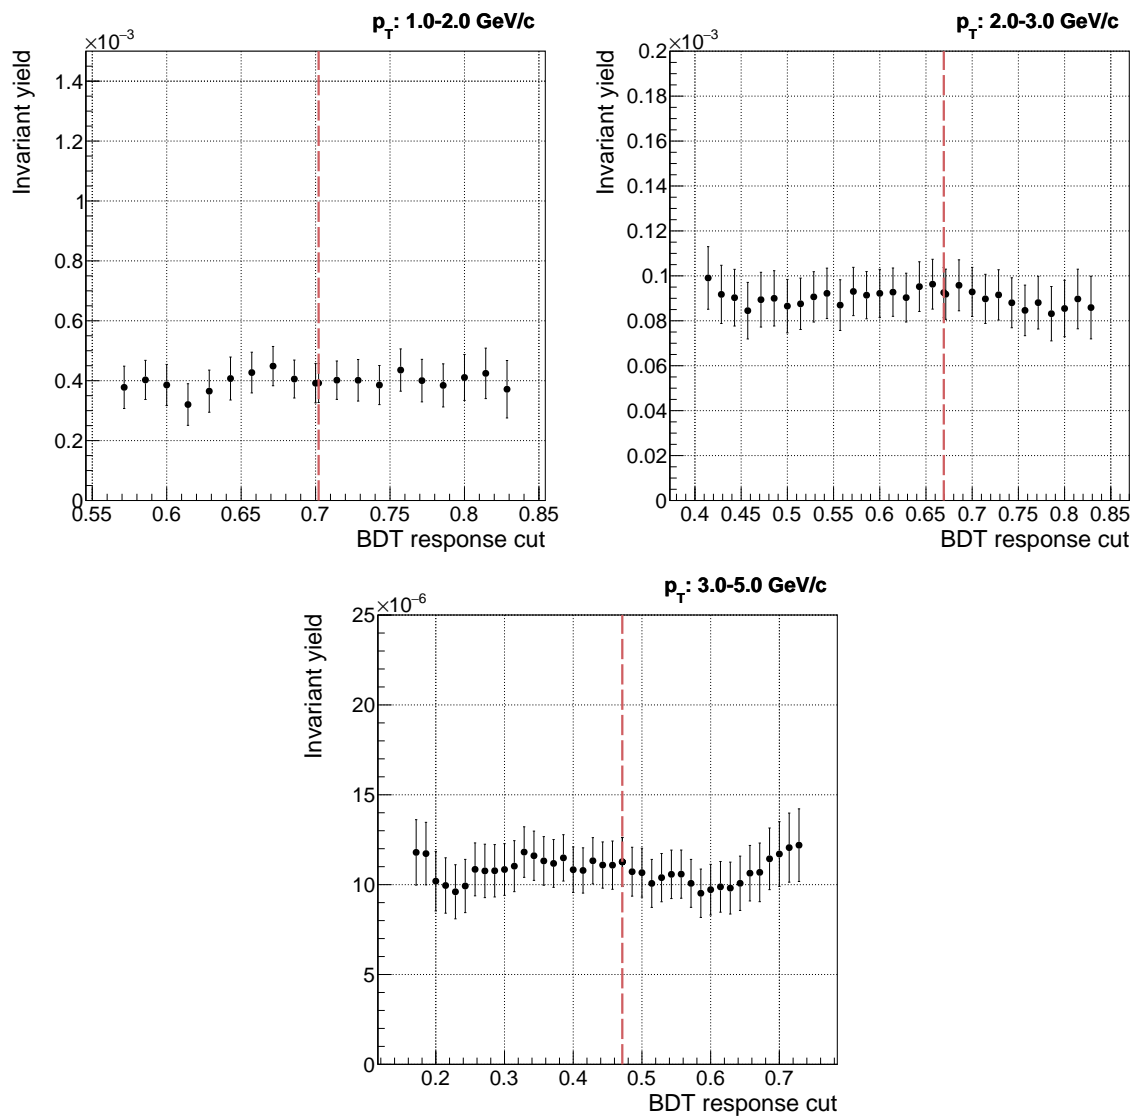 p_T: 1.0-2.0 GeV/c
×10⁻³
Invariant yield
1.4
1.2
1
0.8
0.6
0.4
0.2
0
0.55 0.6 0.65 0.7 0.75 0.8 0.85
BDT response cut
p_T: 2.0-3.0 GeV/c
×10⁻³
Invariant yield
0.2
0.18
0.16
0.14
0.12
0.1
0.08
0.06
0.04
0.02
0
0.4 0.45 0.5 0.55 0.6 0.65 0.7 0.75 0.8 0.85
BDT response cut
p_T: 3.0-5.0 GeV/c
×10⁻⁶
Invariant yield
25
20
15
10
5
0
0.2 0.3 0.4 0.5 0.6 0.7
BDT response cut